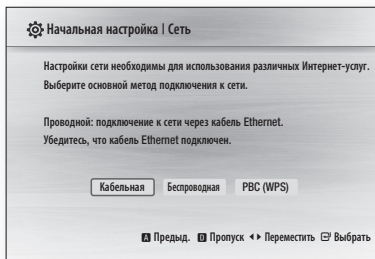 Начальная настройка | Сеть
Настройки сети необходимы для использования различных Интернет-услуг.
Выберите основной метод подключения к сети.
Проводной: подключение к сети через кабель Ethernet.
Убедитесь, что кабель Ethernet подключен.
Кабельная Беспроводная PBC (WPS)
A Предыд. D Пропуск Переместить Выбрать